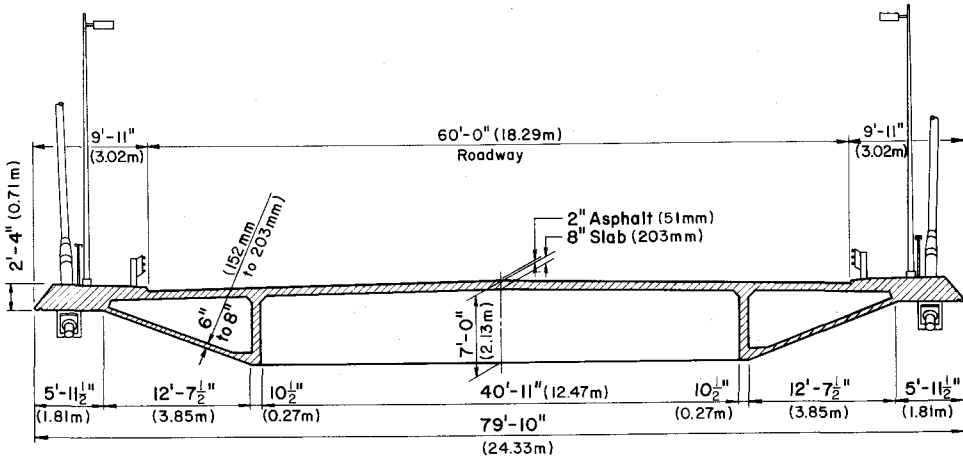 9'-11"
(3.02m)
60'-0" (18.29m)
Roadway
9'-11"
(3.02m)
2'-4" (0.71m)
(152mm
to 203mm)
6"
to 8"
2" Asphalt (51mm)
8" Slab (203mm)
7'-0"
(2.13m)
5'-11½"
(1.81m)
12'-7½"
(3.85m)
10½"
(0.27m)
40'-11" (12.47m)
10½"
(0.27m)
12'-7½"
(3.85m)
5'-11½"
(1.81m)
79'-10"
(24.33m)